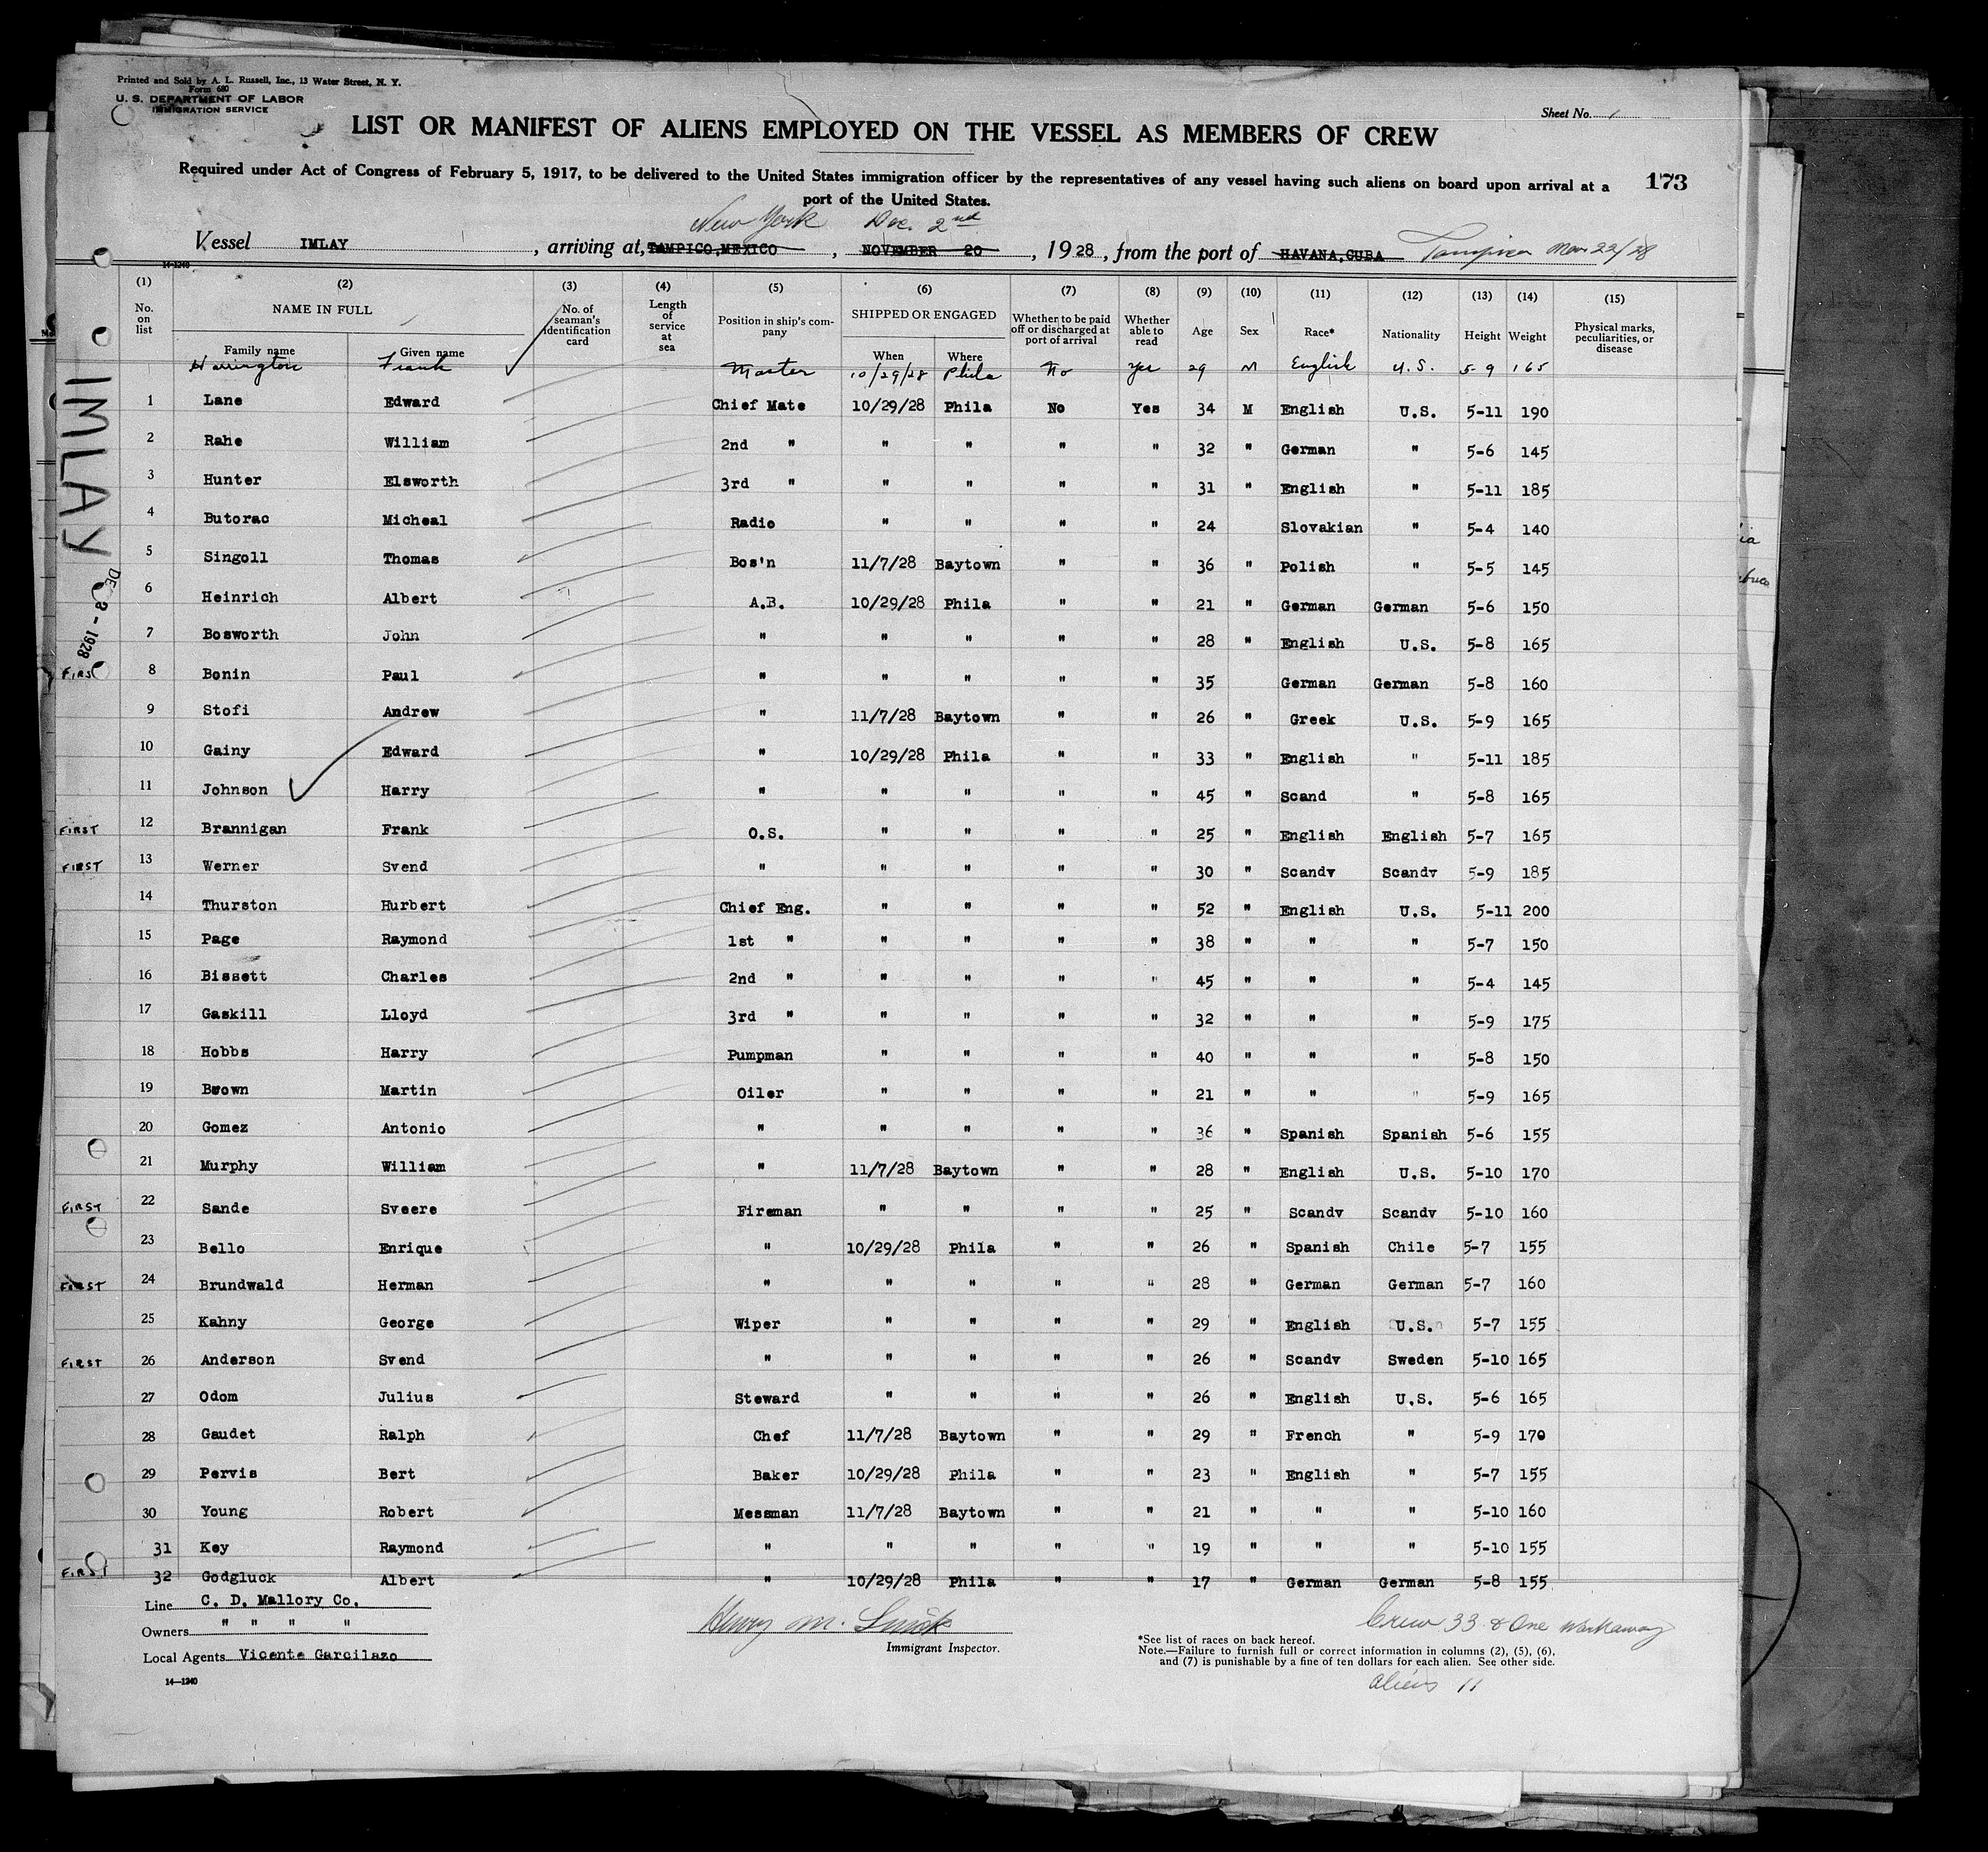 Printed and Sold by A. L. Russell, Inc., 13 Water Street, N. Y.
Form 680
U. S. DEPARTMENT OF LABOR
IMMIGRATION SERVICE
Sheet No. 1
LIST OR MANIFEST OF ALIENS EMPLOYED ON THE VESSEL AS MEMBERS OF CREW
Required under Act of Congress of February 5, 1917, to be delivered to the United States immigration officer by the representatives of any vessel having such aliens on board upon arrival at a
port of the United States.
173
New York Dec. 2nd
Vessel IMLAY, arriving at, TAMPICO,MEXICO, NOVEMBER 20, 1928, from the port of HAVANA,CUBA Tampico Nov 22/28
14-1240
(1) (2) (3) (4) (5) (6) (7) (8) (9) (10) (11) (12) (13) (14) (15)
No. on list NAME IN FULL Family name Given name No. of seaman's identification card Length of service at sea Position in ship's company SHIPPED OR ENGAGED When Where Whether to be paid off or discharged at port of arrival Whether able to read Age Sex Race* Nationality Height Weight Physical marks, peculiarities, or disease
Harrington Frank Master 10/29/28 Phila No Yes 29 M English U.S. 5-9 165
1 Lane Edward Chief Mate 10/29/28 Phila No Yes 34 M English U.S. 5-11 190
2 Rahe William 2nd " " " " " 32 " German " 5-6 145
3 Hunter Elsworth 3rd " " " " " 31 " English " 5-11 185
4 Butorac Micheal Radio " " " " 24 Slovakian " 5-4 140
5 Singoll Thomas Bos'n 11/7/28 Baytown " " 36 " Polish " 5-5 145
6 Heinrich Albert A.B. 10/29/28 Phila " " 21 " German German 5-6 150
7 Bosworth John " " " " " 28 " English U.S. 5-8 165
FIRST 8 Bonin Paul " " " " " 35 German German 5-8 160
9 Stofi Andrew " 11/7/28 Baytown " " 26 " Greek U.S. 5-9 165
10 Gainy Edward " 10/29/28 Phila " " 33 " English " 5-11 185
11 Johnson Harry " " " " " 45 " Scand " 5-8 165
FIRST 12 Brannigan Frank O.S. " " " " 25 " English English 5-7 165
FIRST 13 Werner Svend " " " " " 30 " Scandv Scandv 5-9 185
14 Thurston Hurbert Chief Eng. " " " " 52 " English U.S. 5-11 200
15 Page Raymond 1st " " " " " 38 " " " 5-7 150
16 Bissett Charles 2nd " " " " " 45 " " " 5-4 145
17 Gaskill Lloyd 3rd " " " " " 32 " " " 5-9 175
18 Hobbs Harry Pumpman " " " " 40 " " " 5-8 150
19 Brown Martin Oiler " " " " 21 " " " 5-9 165
20 Gomez Antonio " " " " " 36 " Spanish Spanish 5-6 155
21 Murphy William " 11/7/28 Baytown " " 28 " English U.S. 5-10 170
FIRST 22 Sande Sveere Fireman " " " " 25 " Scandv Scandv 5-10 160
23 Bello Enrique " 10/29/28 Phila " " 26 " Spanish Chile 5-7 155
FIRST 24 Brundwald Herman " " " " " 28 " German German 5-7 160
25 Kahny George Wiper " " " " 29 " English U.S. 5-7 155
FIRST 26 Anderson Svend " " " " " 26 " Scandv Sweden 5-10 165
27 Odom Julius Steward " " " " 26 " English U.S. 5-6 165
28 Gaudet Ralph Chef 11/7/28 Baytown " " 29 " French " 5-9 170
29 Pervis Bert Baker 10/29/28 Phila " " 23 " English " 5-7 155
30 Young Robert Messman 11/7/28 Baytown " " 21 " " " 5-10 160
31 Key Raymond " " " " " 19 " " " 5-10 155
FIRST 32 Godgluck Albert " 10/29/28 Phila " " 17 " German German 5-8 155
IMLAY
1928
Line C. D. Mallory Co.
Owners " " " "
Local Agents Vicente Garcilazo
14-1240
Henry M.
Immigrant Inspector.
Crew 33 & One Workaway
*See list of races on back hereof.
Note.—Failure to furnish full or correct information in columns (2), (5), (6),
and (7) is punishable by a fine of ten dollars for each alien. See other side.
Aliens 11